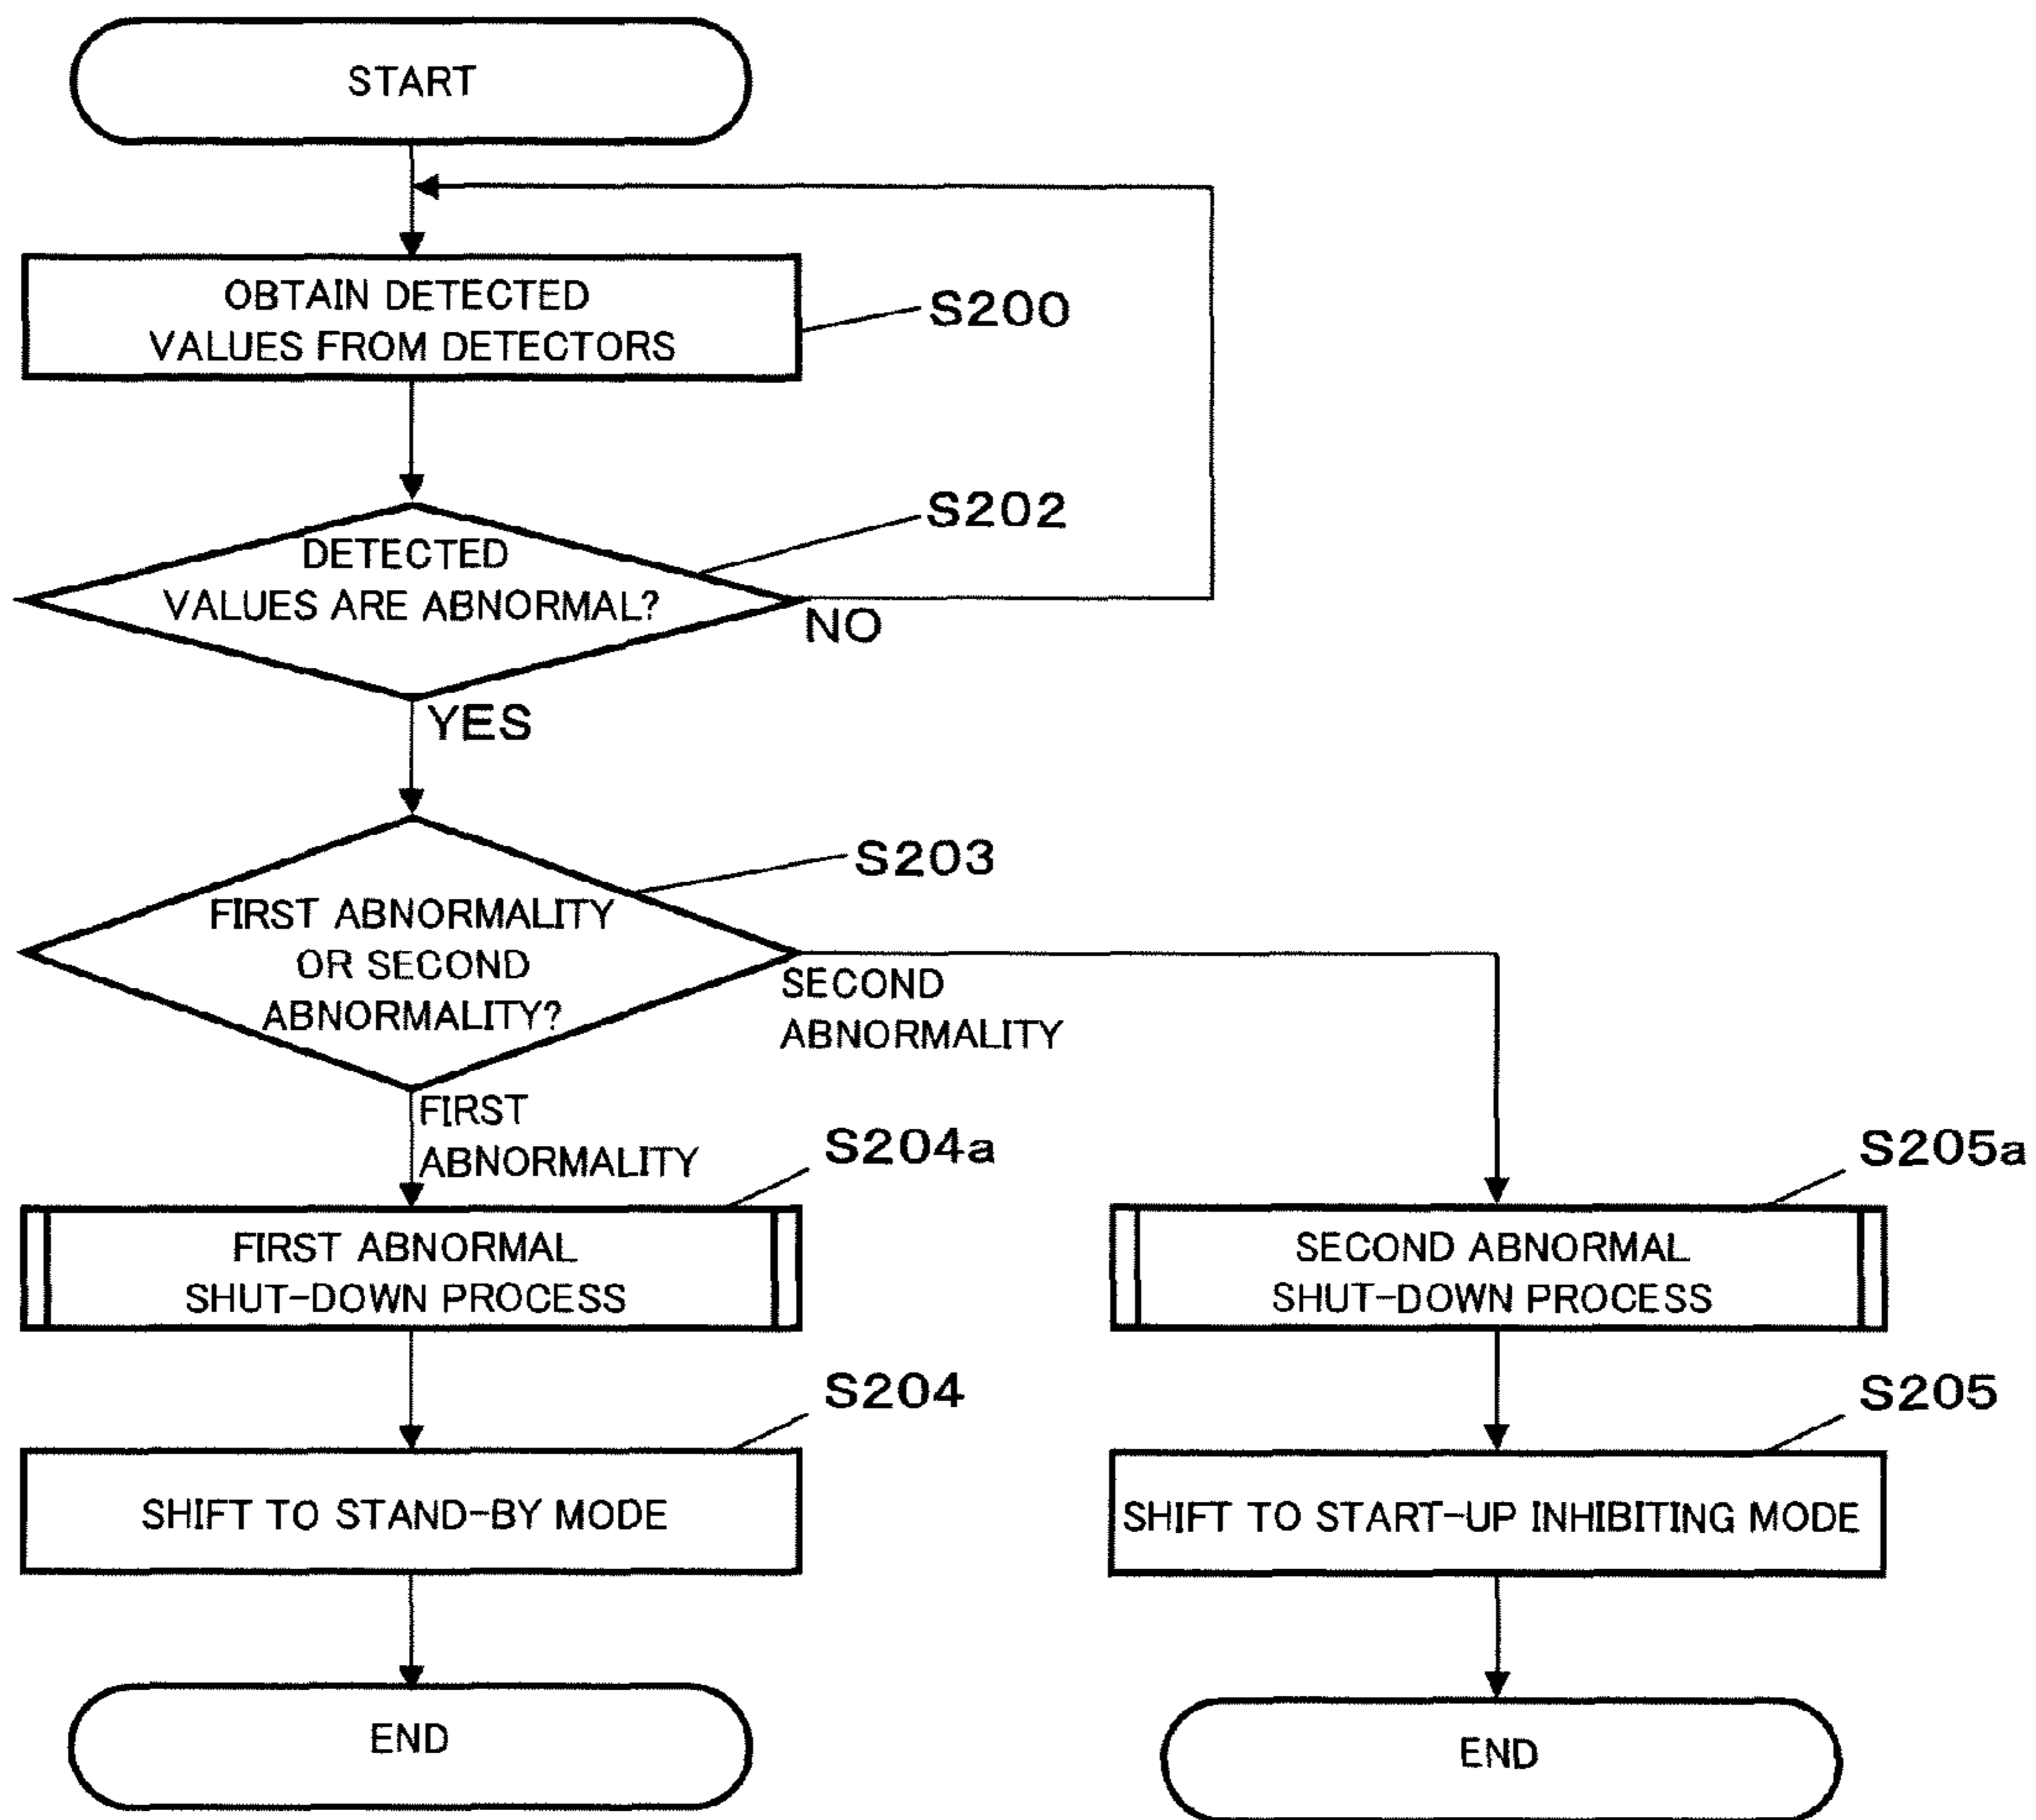 START
OBTAIN DETECTED
VALUES FROM DETECTORS
S200
DETECTED
VALUES ARE ABNORMAL?
S202
NO
YES
FIRST ABNORMALITY
OR SECOND
ABNORMALITY?
S203
SECOND
ABNORMALITY
FIRST
ABNORMALITY
S204a
FIRST ABNORMAL
SHUT-DOWN PROCESS
S205a
SECOND ABNORMAL
SHUT-DOWN PROCESS
S204
SHIFT TO STAND-BY MODE
S205
SHIFT TO START-UP INHIBITING MODE
END
END